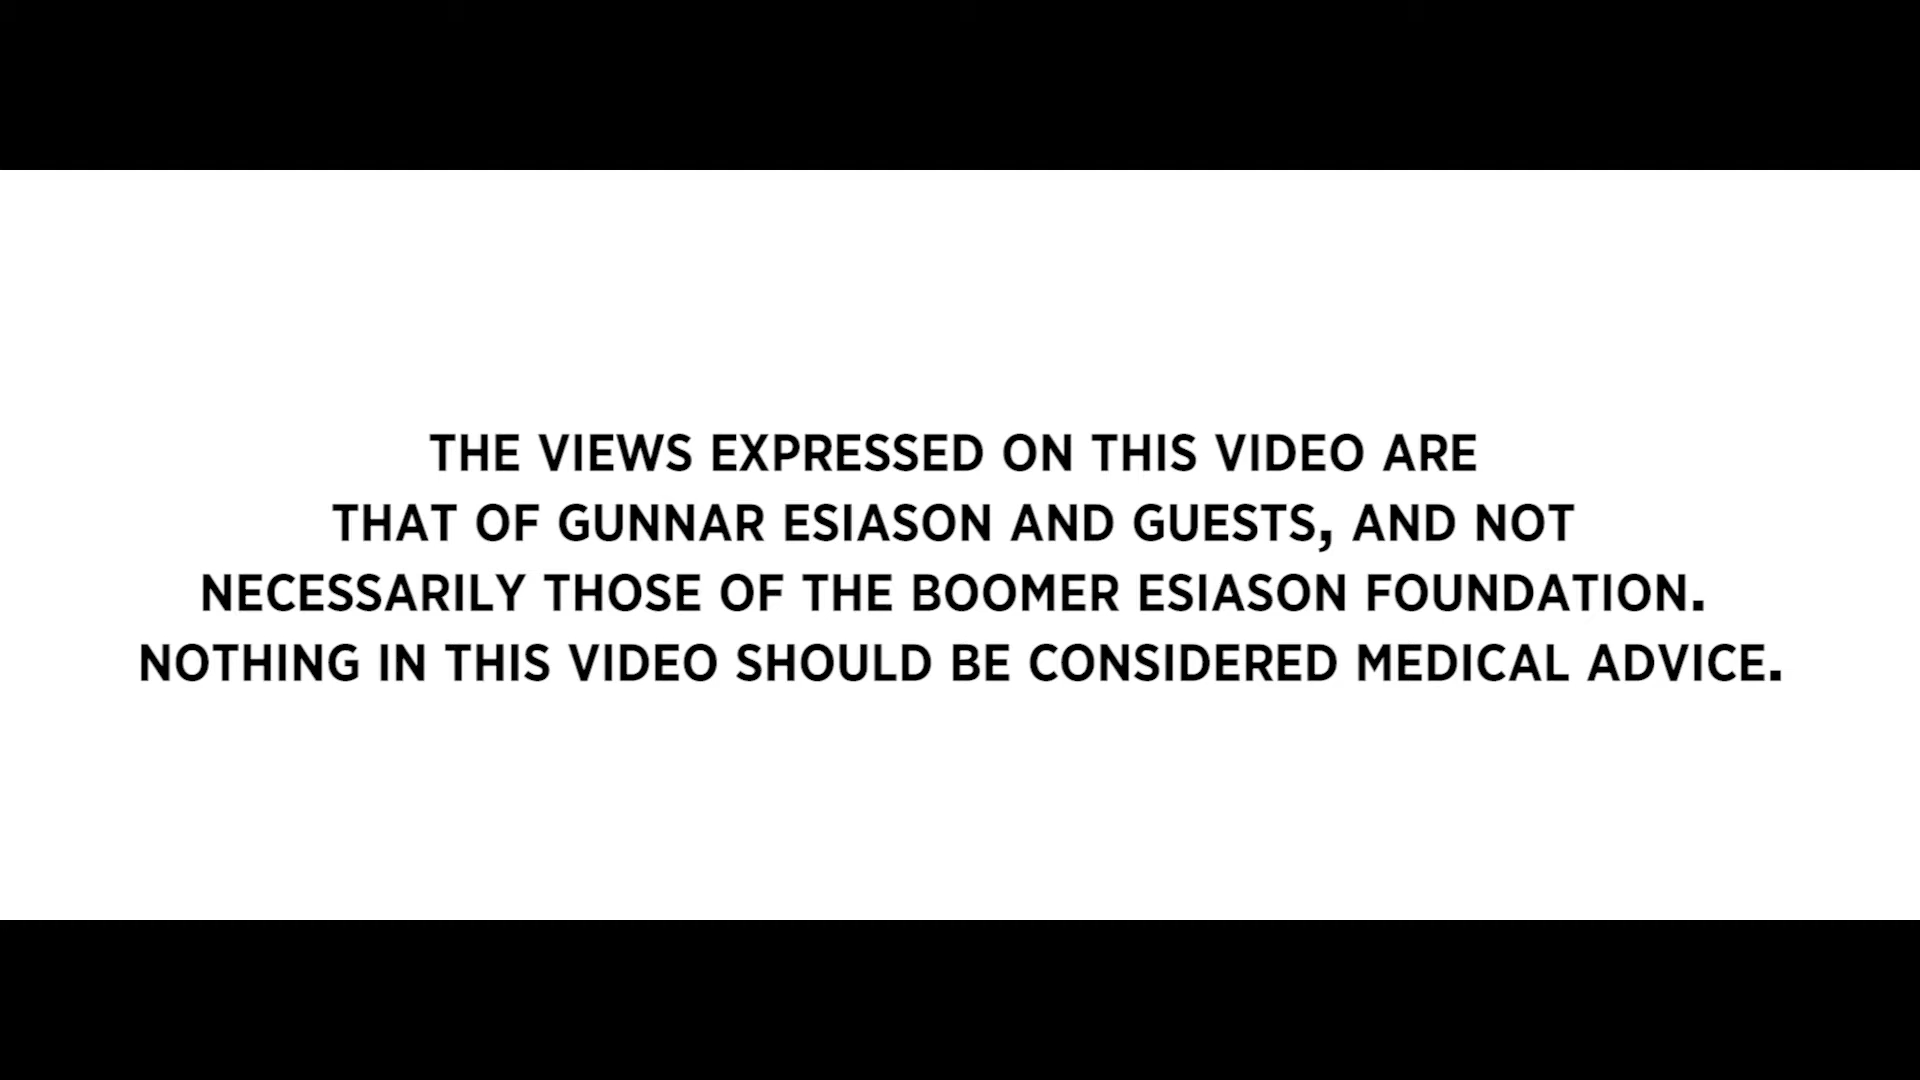 THE VIEWS EXPRESSED ON THIS VIDEO ARE
THAT OF GUNNAR ESIASON AND GUESTS, AND NOT
NECESSARILY THOSE OF THE BOOMER ESIASON FOUNDATION.
NOTHING IN THIS VIDEO SHOULD BE CONSIDERED MEDICAL ADVICE.